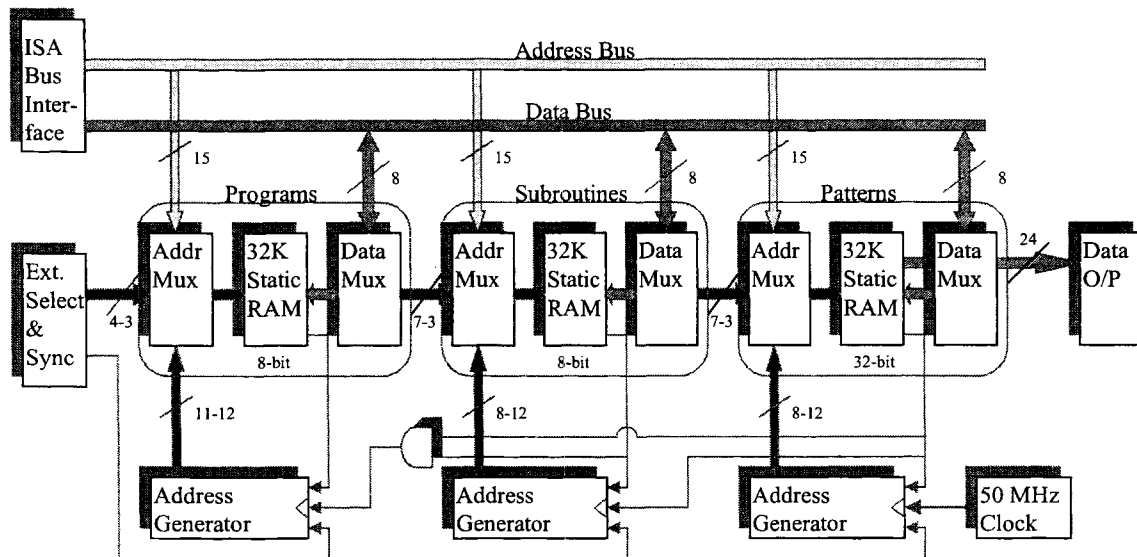 ISA
Bus
Inter-
face
Address Bus
Data Bus
15
8
15
8
15
8
Programs
Subroutines
Patterns
Ext.
Select
&
Sync
4-3
Addr
Mux
32K
Static
RAM
Data
Mux
8-bit
7-3
Addr
Mux
32K
Static
RAM
Data
Mux
8-bit
7-3
Addr
Mux
32K
Static
RAM
Data
Mux
32-bit
24
Data
O/P
11-12
8-12
8-12
Address
Generator
Address
Generator
Address
Generator
50 MHz
Clock